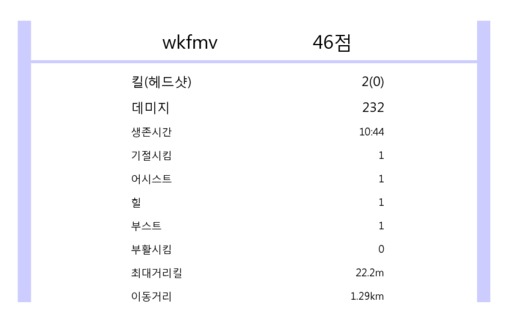 wkfmv 46점
킬(헤드샷) 2(0)
데미지 232
생존시간 10:44
기절시킴 1
어시스트 1
힐 1
부스트 1
부활시킴 0
최대거리킬 22.2m
이동거리 1.29km